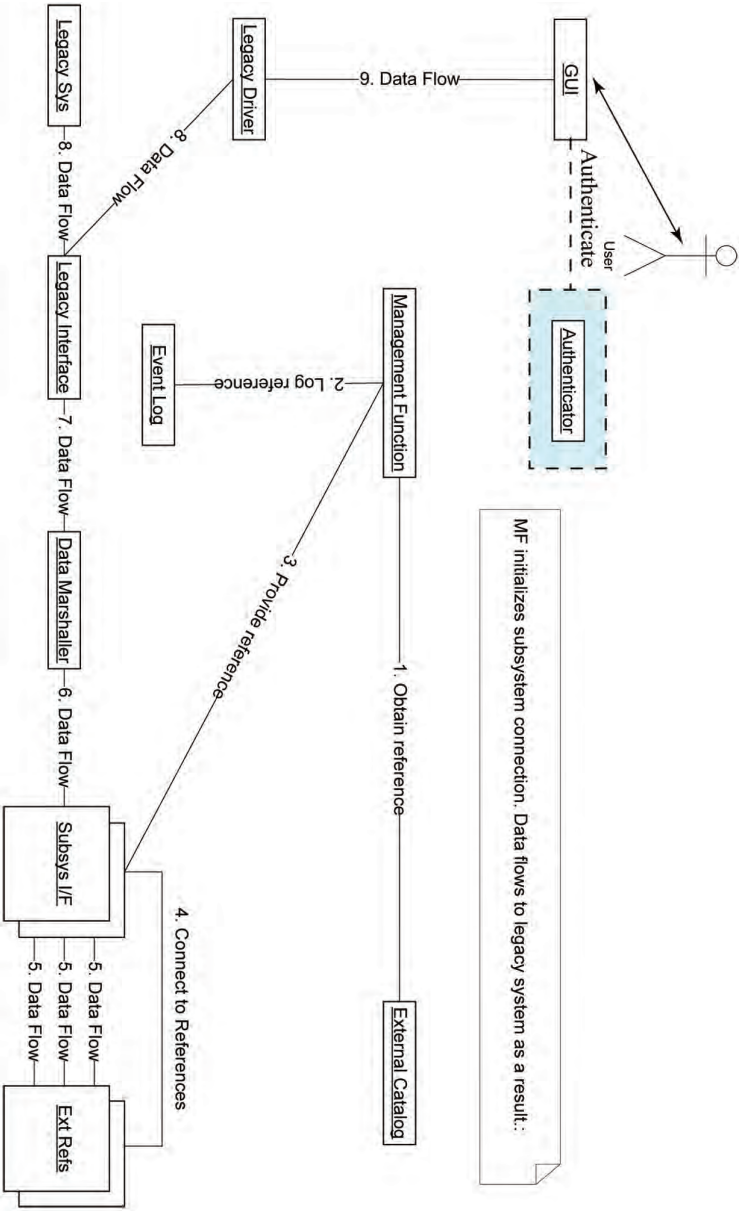 MF initializes subsystem connection. Data flows to legacy system as a result.:
User
GUI
Authenticate
Authenticator
9. Data Flow
Management Function
1. Obtain reference
External Catalog
2. Log reference
3. Provide reference
Legacy Driver
Event Log
8. Data Flow
4. Connect to References
Legacy Sys
8. Data Flow
Legacy Interface
7. Data Flow
Data Marshaller
6. Data Flow
Subsys I/F
5. Data Flow
5. Data Flow
5. Data Flow
Ext Refs